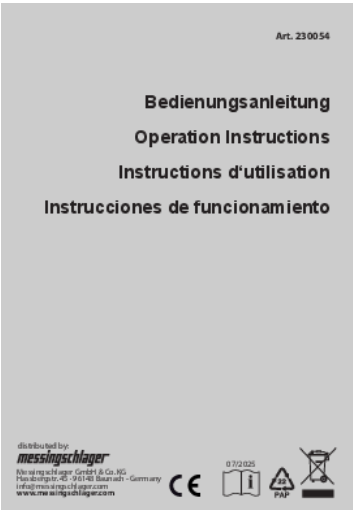 Art. 230054
Bedienungsanleitung
Operation Instructions
Instructions d‘utilisation
Instrucciones de funcionamiento
distributed by:
messingschlager
Messingschlager GmbH & Co. KG
Hassbergstr. 45 - 96148 Baunach - Germany
info@messingschlager.com
www.messingschlager.com
CE
07/2025
i
22
PAP